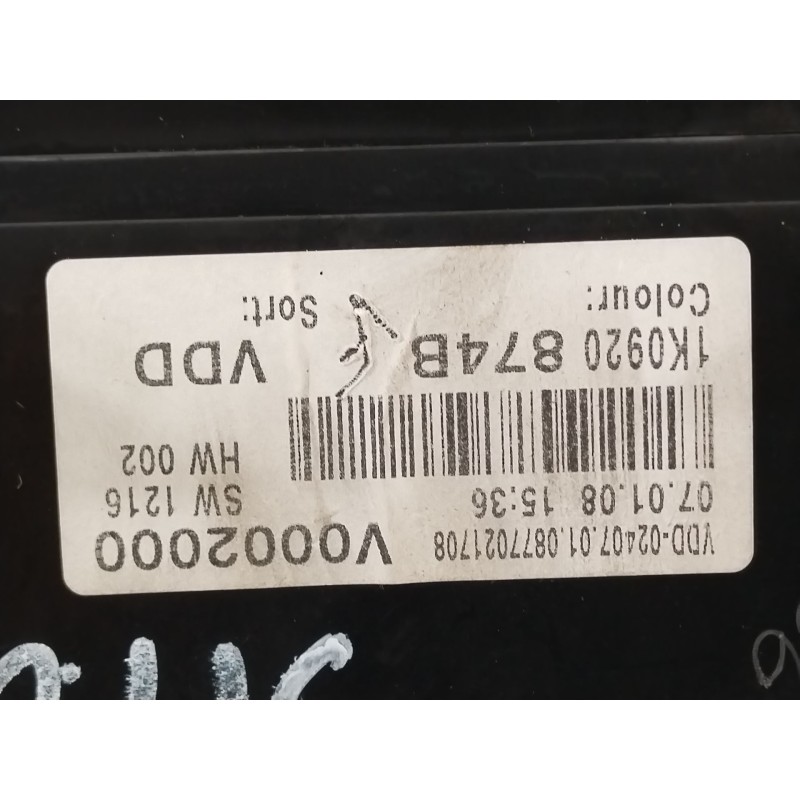 VDD-02407.01.0877021708 V0002000
07.01.08 15:36 SW 1216
HW 002
1K0920 874B VDD
Colour: Sort: